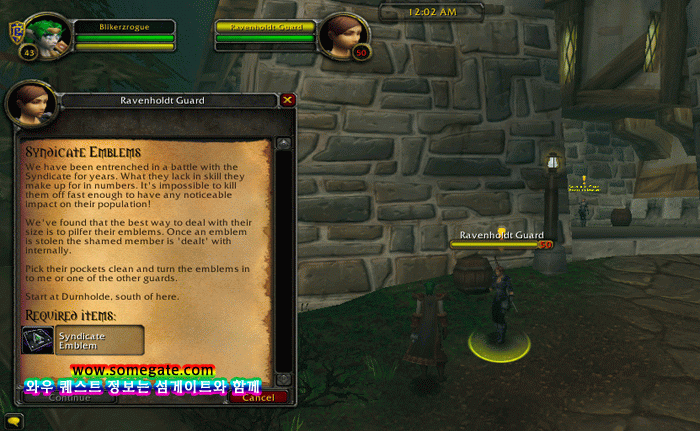 12:02 AM
Blikerzrogue
43
Ravenholdt Guard
50
Ravenholdt Guard
Syndicate Emblems
We have been entrenched in a battle with the
Syndicate for years. What they lack in skill they
make up for in numbers. It's impossible to kill
them off fast enough to have any noticeable
impact on their population!
We've found that the best way to deal with their
size is to pilfer their emblems. Once an emblem
is stolen the shamed member is 'dealt' with
internally.
Pick their pockets clean and turn the emblems in
to me or one of the other guards.
Start at Durnholde, south of here.
Required items:
Syndicate
Emblem
wow.somegate.com
와우 퀘스트 정보는 섬게이트와 함께
Continue
Cancel
Ravenholdt Guard
50